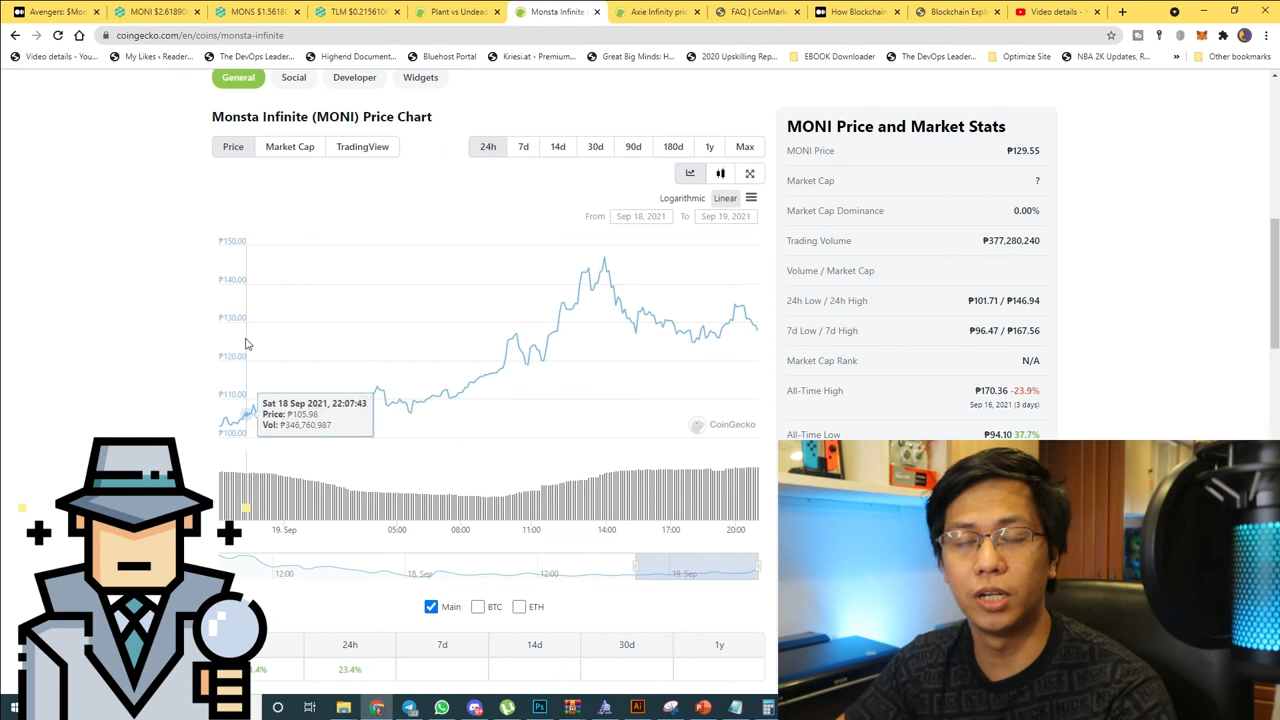 Avengers: $Mon
MONI $2.61890
MONS $1.56180
TLM $0.215610
Plant vs Undead
Monsta Infinite
Axie Infinity pri
FAQ | CoinMark
How Blockchain
Blockchain Expl
Video details -
coingecko.com/en/coins/monsta-infinite
Video details - You...
My Likes ‹ Reader...
The DevOps Leader...
Highend Document...
Bluehost Portal
Kriesi.at - Premium...
Great Big Minds: H...
2020 Upskilling Rep...
EBOOK Downloader
The DevOps Leader...
Optimize Site
NBA 2K Updates, R...
»
Other bookmarks
General
Social
Developer
Widgets
Monsta Infinite (MONI) Price Chart
Price
Market Cap
TradingView
24h
7d
14d
30d
90d
180d
1y
Max
Logarithmic
Linear
From
Sep 18, 2021
To
Sep 19, 2021
₱150.00
₱140.00
₱130.00
₱120.00
₱110.00
₱100.00
Sat 18 Sep 2021, 22:07:43
Price: ₱105.98
Vol: ₱346,760,987
CoinGecko
19. Sep
05:00
08:00
11:00
14:00
17:00
20:00
12:00
18. Sep
12:00
19. Sep
Main
BTC
ETH
24h
7d
14d
30d
1y
.4%
23.4%
MONI Price and Market Stats
MONI Price
₱129.55
Market Cap
?
Market Cap Dominance
0.00%
Trading Volume
₱377,280,240
Volume / Market Cap
24h Low / 24h High
₱101.71 / ₱146.94
7d Low / 7d High
₱96.47 / ₱167.56
Market Cap Rank
N/A
All-Time High
₱170.36 -23.9%
Sep 16, 2021 (3 days)
All-Time Low
₱94.10 37.7%